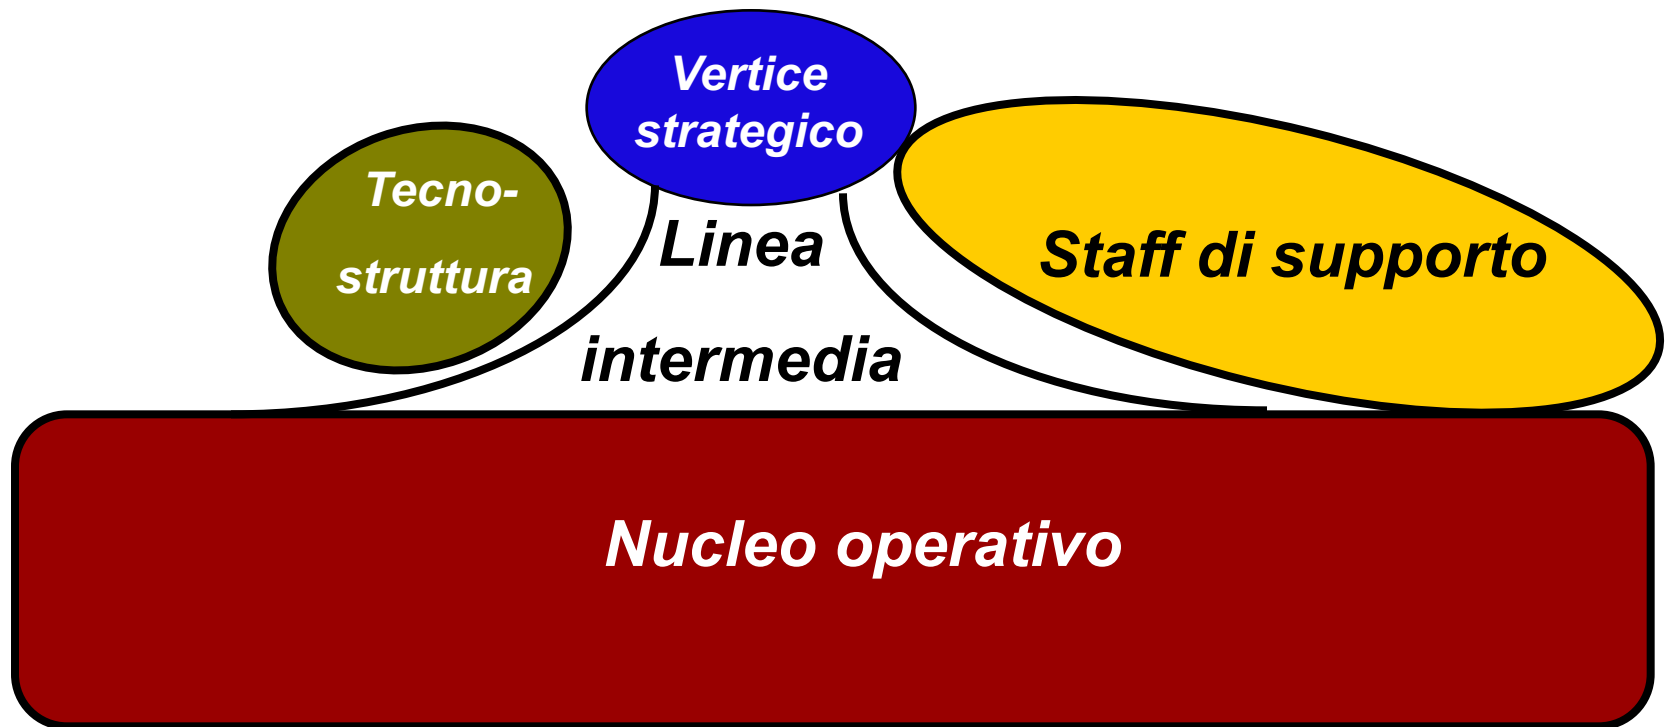 Vertice
strategico
Tecno-
struttura
Linea
intermedia
Staff di supporto
Nucleo operativo